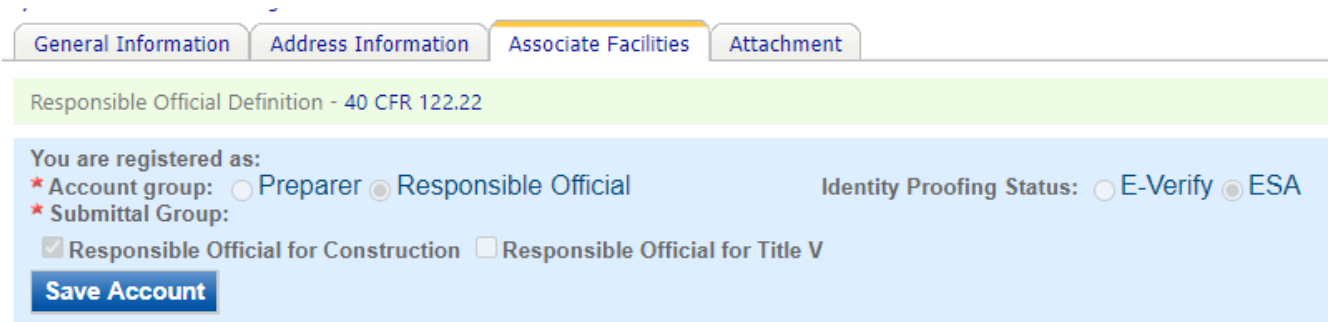 General Information Address Information Associate Facilities Attachment
Responsible Official Definition - 40 CFR 122.22
You are registered as:
* Account group: Preparer Responsible Official Identity Proofing Status: E-Verify ESA
* Submittal Group:
Responsible Official for Construction Responsible Official for Title V
Save Account